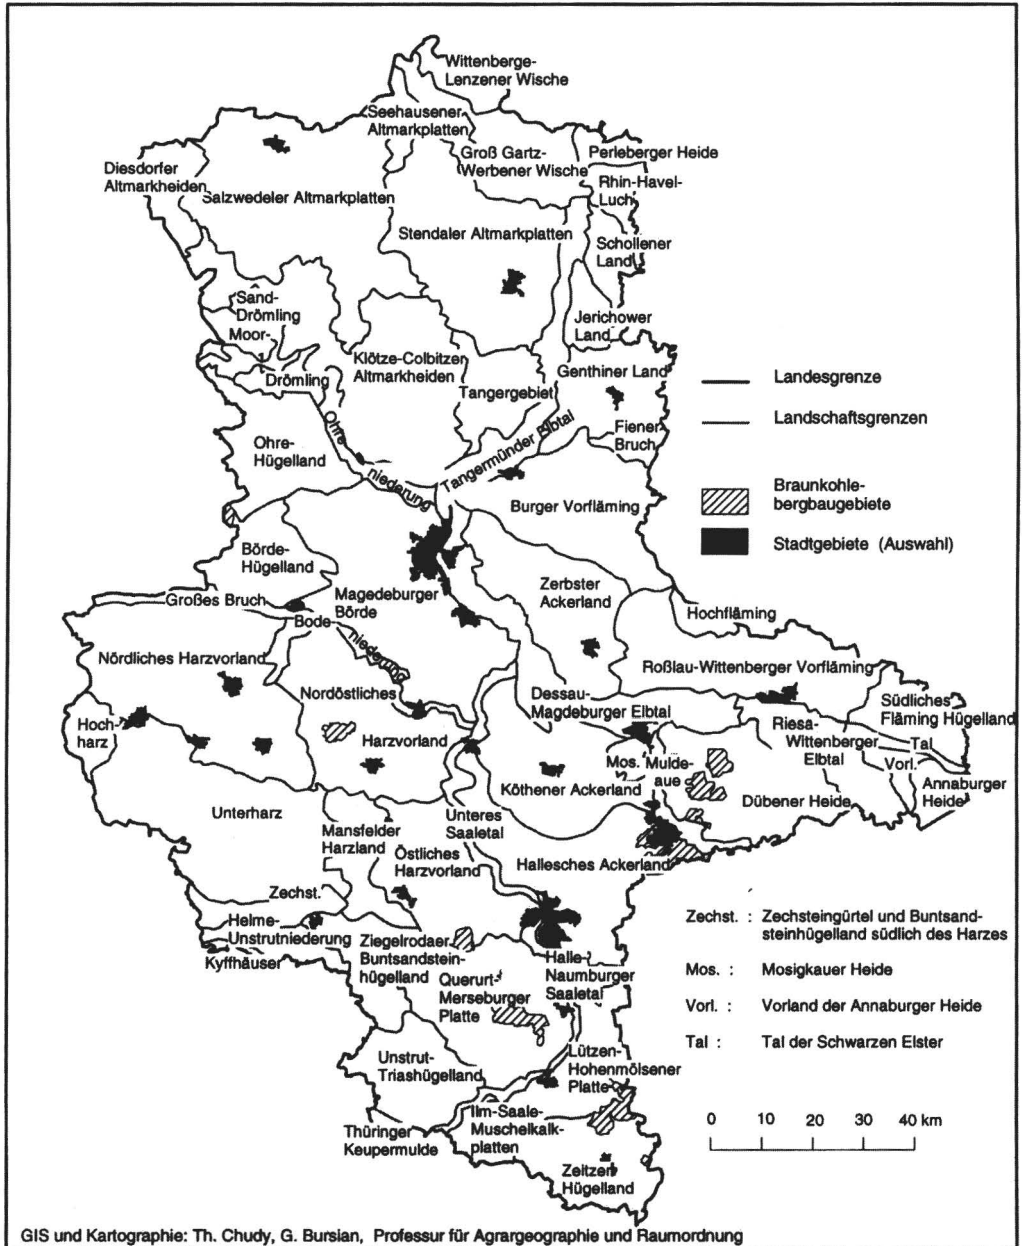 Wittenberge-
Lenzener Wische
Seehausener
Altmarkplatten
Groß Gartz-
Werbener Wische
Perleberger Heide
Diesdorfer
Altmarkheiden
Salzwedeler Altmarkplatten
Rhin-Havel-
Luch
Stendaler Altmarkplatten
Schollener
Land
Sand-
Drömling
Moor-
Drömling
Jerichower
Land
Klötze-Colbitzer
Altmarkheiden
Genthiner Land
Tangergebiet
Landesgrenze
Landschaftsgrenzen
Braunkohle-
bergbaugebiete
Stadtgebiete (Auswahl)
Ohre-
Hügelland
Ohre
niederung
Tangermünder Elbtal
Fiener-
Bruch
Burger Vorfläming
Börde-
Hügelland
Großes Bruch
Magedeburger
Börde
Bode-
niederung
Zerbster
Ackerland
Hochfläming
Nördliches Harzvorland
Roßlau-Wittenberger Vorfläming
Nordöstliches
Harzvorland
Dessau-
Magdeburger Elbtal
Südliches
Fläming Hügelland
Hoch-
harz
Riesa-
Wittenberger
Elbtal
Tal
Vorl.
Mos.
Mulde-
aue
Köthener Ackerland
Dübener Heide
Annaburger
Heide
Unterharz
Mansfelder
Harzland
Unteres
Saaletal
Östliches
Harzvorland
Hallesches Ackerland
Zechst.
Helme-
Unstrutniederung
Kyffhäuser
Ziegelrodaer
Buntsandstein-
hügelland
Halle-
Naumburger
Saaletal
Querurt-
Merseburger
Platte
Unstrut-
Triashügelland
Lützen-
Hohenmölsener
Platte
Thüringer
Keupermulde
Ilm-Saale-
Muschelkalk-
platten
Zeitzer
Hügelland
Zechst. : Zechsteingürtel und Buntsand-
steinhügelland südlich des Harzes
Mos. : Mosigkauer Heide
Vorl. : Vorland der Annaburger Heide
Tal : Tal der Schwarzen Elster
0 10 20 30 40 km
GIS und Kartographie: Th. Chudy, G. Bursian, Professur für Agrargeographie und Raumordnung